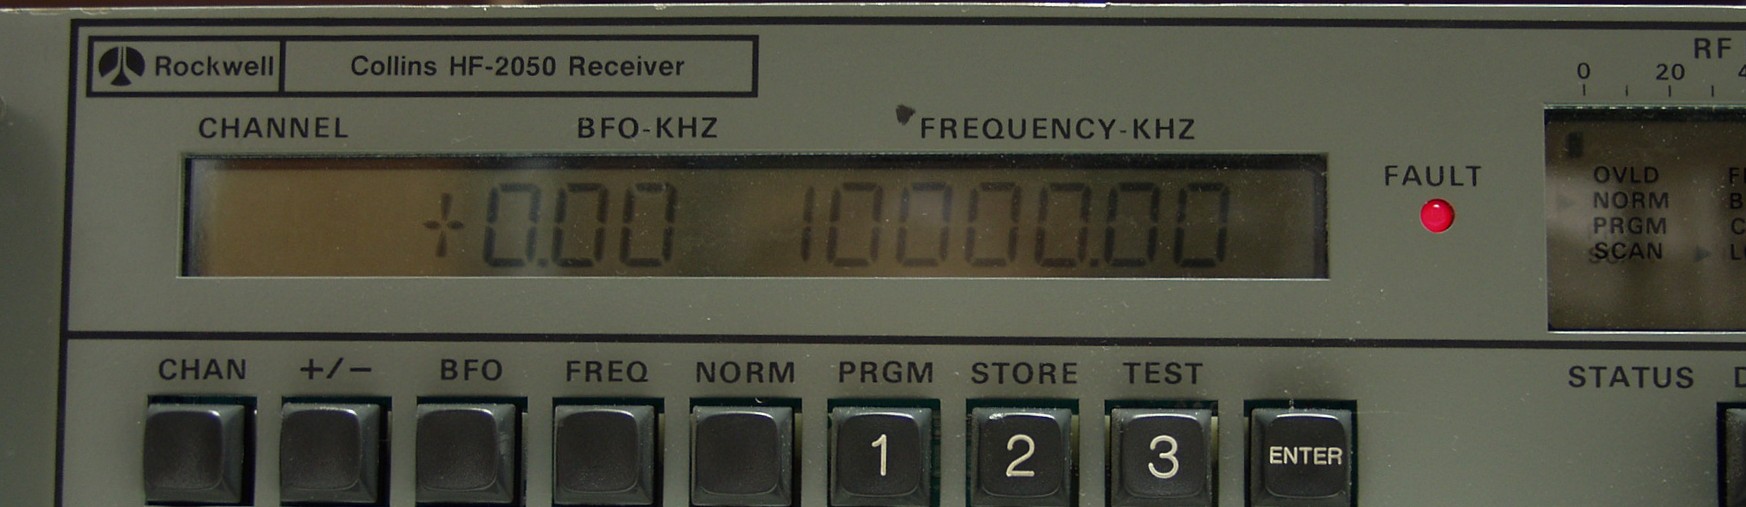 Rockwell Collins HF-2050 Receiver
RF
0 20
CHANNEL BFO-KHZ FREQUENCY-KHZ
+0.00 10000.00
FAULT
OVLD
NORM
PRGM
SCAN
CHAN +/- BFO FREQ NORM PRGM STORE TEST
STATUS
1 2 3 ENTER